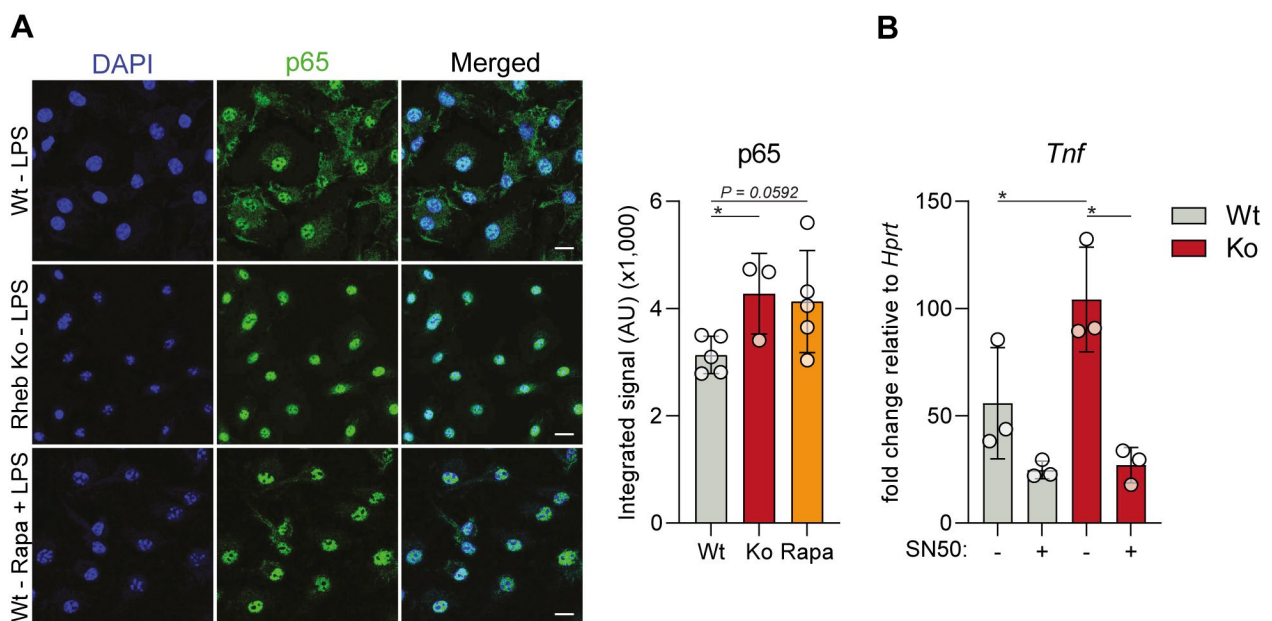 A
DAPI
p65
Merged
Wt - LPS
Rheb Ko - LPS
Wt - Rapa + LPS
p65
P = 0.0592
*
Integrated signal (AU) (x1,000)
6
4
2
0
Wt
Ko
Rapa
B
Tnf
*
*
fold change relative to Hprt
150
100
50
0
SN50:
- + - +
Wt
Ko